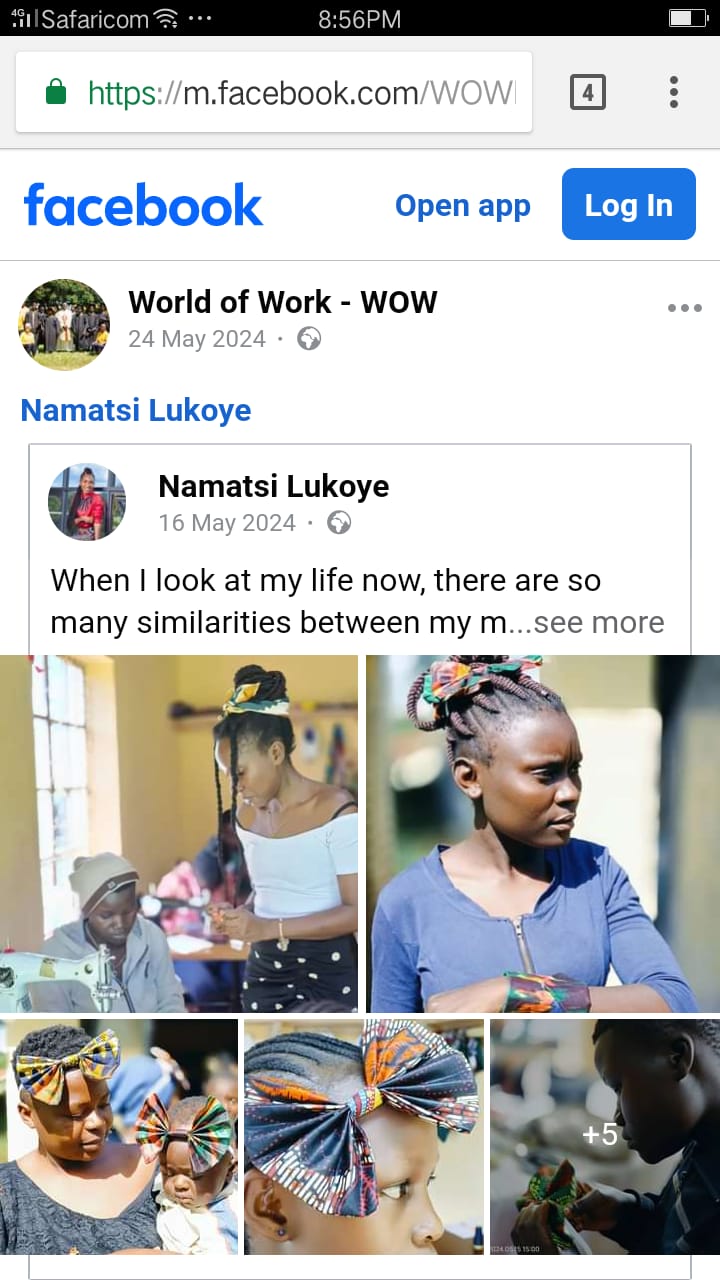 4G Safaricom 8:56PM
https://m.facebook.com/WOW
4
facebook
Open app
Log In
World of Work - WOW
24 May 2024 ·
Namatsi Lukoye
Namatsi Lukoye
16 May 2024 ·
When I look at my life now, there are so
many similarities between my m...see more
+5